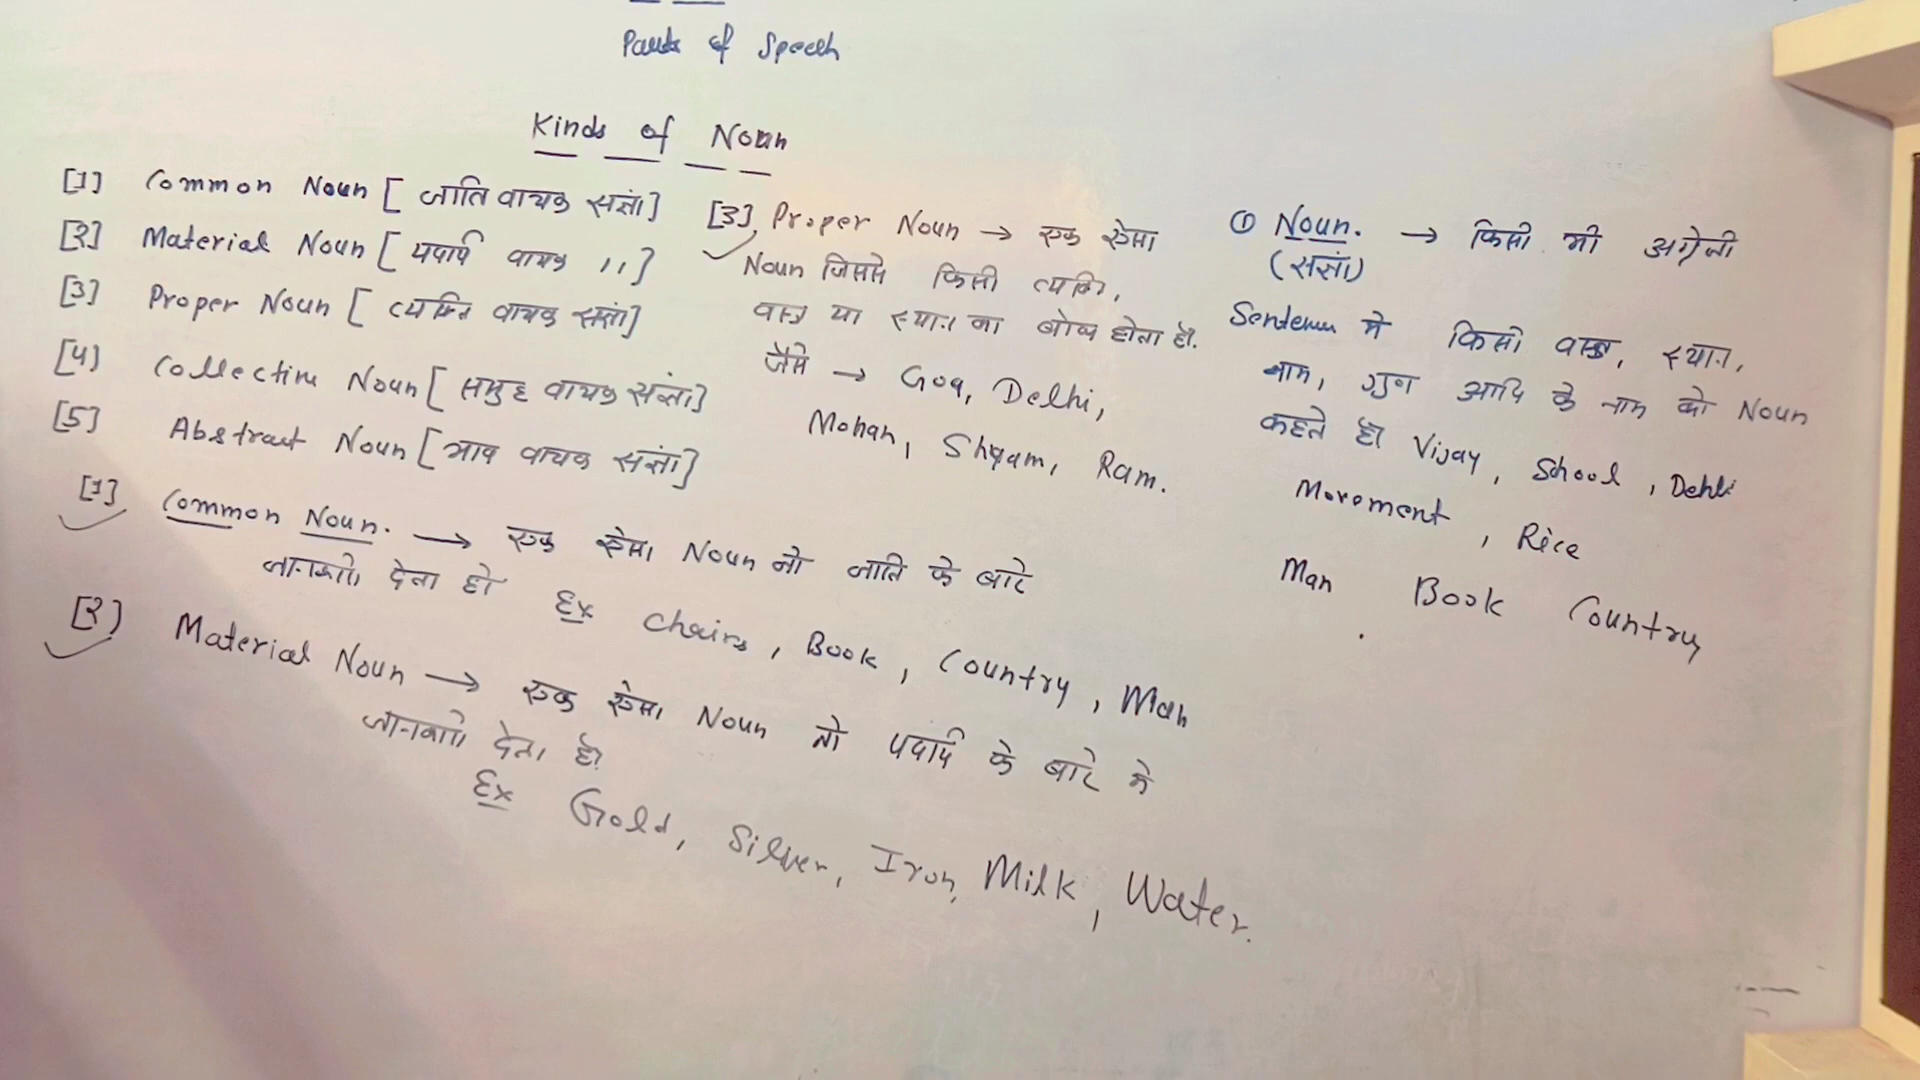 Parts of Speech
Kinds of Noun
[1] Common Noun [ जाति वाचक संज्ञा ]
[2] Material Noun [ पदार्थ वाचक ,, ]
[3] Proper Noun [ व्यक्ति वाचक संज्ञा ]
[4] Collective Noun [ समुह वाचक संज्ञा ]
[5] Abstract Noun [ भाव वाचक संज्ञा ]
[1] Common Noun. → एक ऐसा Noun जो जाति के बारे
जानकारी देता हो Ex Chairs, Book, Country, Man
[2] Material Noun → एक ऐसा Noun जो पदार्थ के बारे मे
जानकारी देता है।
Ex Gold, Silver, Iron, Milk, Water.
[3], Proper Noun → एक ऐसा
Noun जिससे किसी व्यक्ति,
वस्तु या स्थान का बोध होता है.
जैसे → Goa, Delhi,
Mohan, Shyam, Ram.
① Noun. → किसी भी अंग्रेजी
(संज्ञा)
Sentence मे किसी वस्तु, स्थान,
नाम, गुण आदि के नाम को Noun
कहते है। Vijay, School, Dehli
Movement, Rice
Man Book Country